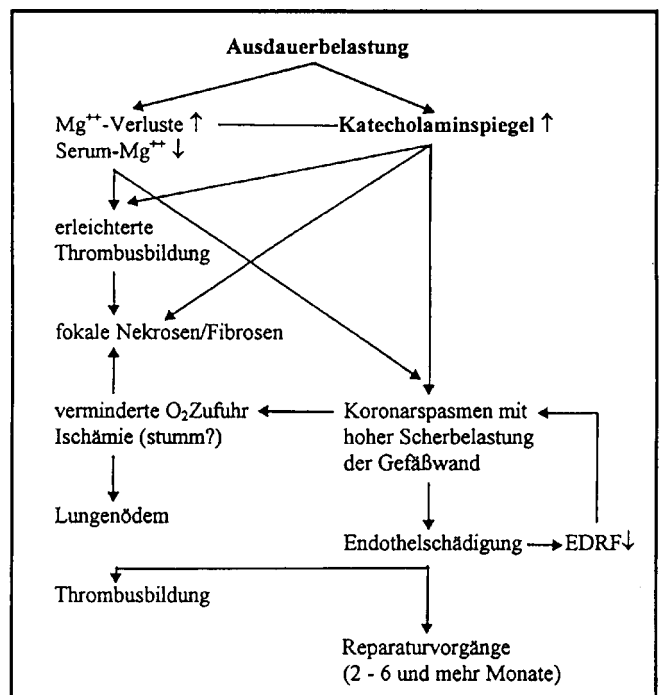 Ausdauerbelastung
Mg⁺⁺-Verluste ↑
Katecholaminspiegel ↑
Serum-Mg⁺⁺ ↓
erleichterte
Thrombusbildung
fokale Nekrosen/Fibrosen
verminderte O₂Zufuhr
Ischämie (stumm?)
Koronarspasmen mit
hoher Scherbelastung
der Gefäßwand
Lungenödem
Endothelschädigung
EDRF↓
Thrombusbildung
Reparaturvorgänge
(2 - 6 und mehr Monate)